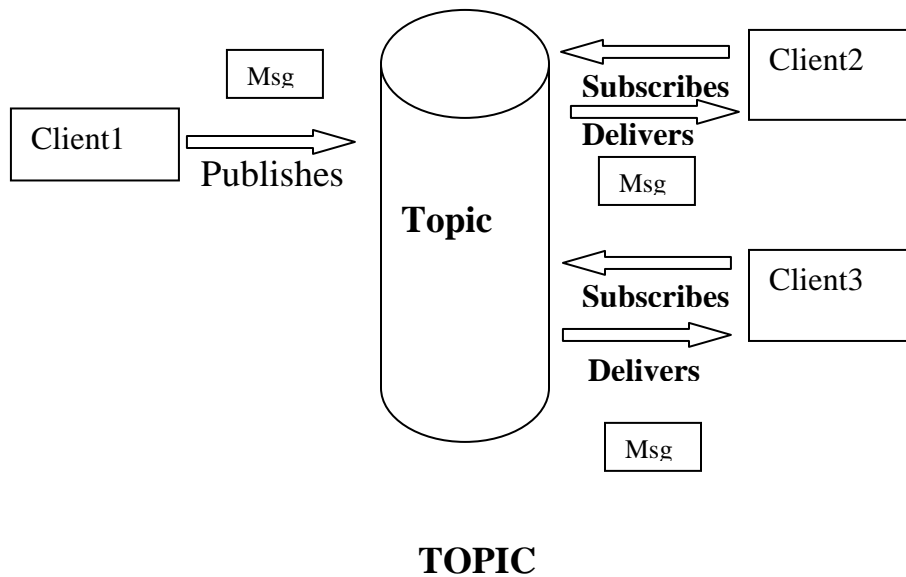 Msg
Client1
Publishes
Topic
Subscribes
Delivers
Msg
Client2
Subscribes
Delivers
Msg
Client3
TOPIC